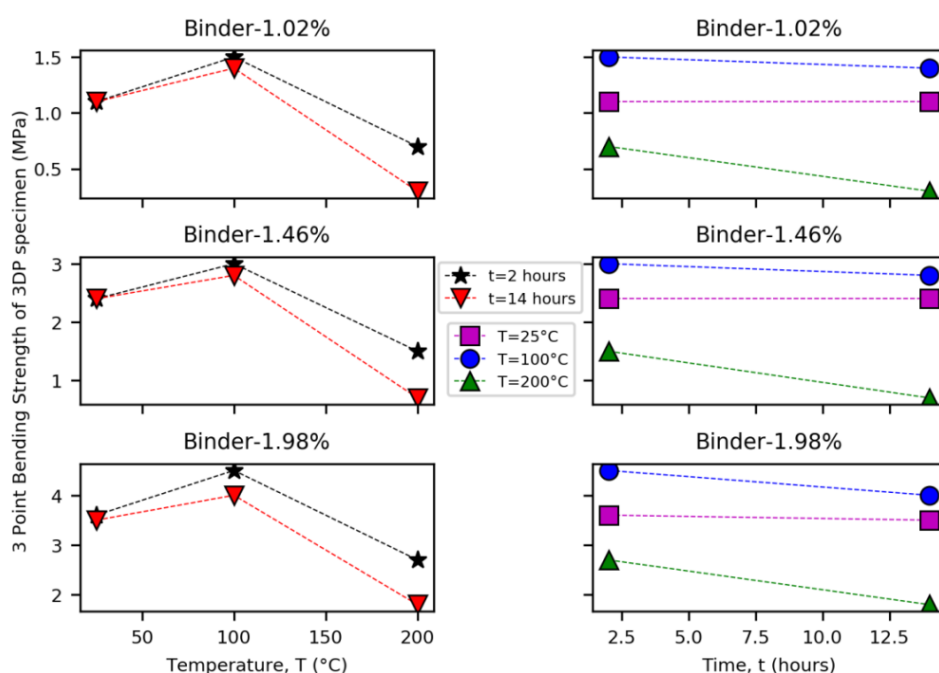 Binder-1.02%
Binder-1.02%
1.5
1.0
0.5
Binder-1.46%
Binder-1.46%
3
2
1
t=2 hours
t=14 hours
T=25°C
T=100°C
T=200°C
Binder-1.98%
Binder-1.98%
4
3
2
3 Point Bending Strength of 3DP specimen (MPa)
50 100 150 200
2.5 5.0 7.5 10.0 12.5
Temperature, T (°C)
Time, t (hours)